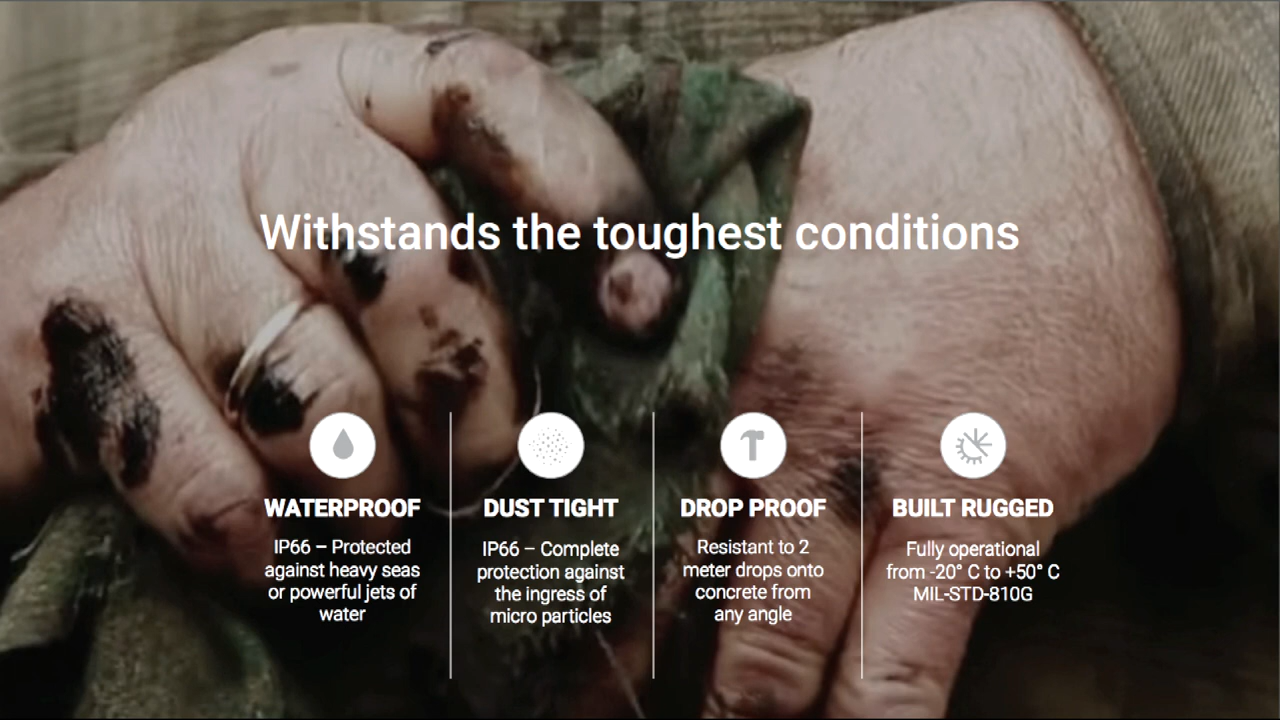 Withstands the toughest conditions
WATERPROOF
IP66 – Protected
against heavy seas
or powerful jets of
water
DUST TIGHT
IP66 – Complete
protection against
the ingress of
micro particles
DROP PROOF
Resistant to 2
meter drops onto
concrete from
any angle
BUILT RUGGED
Fully operational
from -20° C to +50° C
MIL-STD-810G